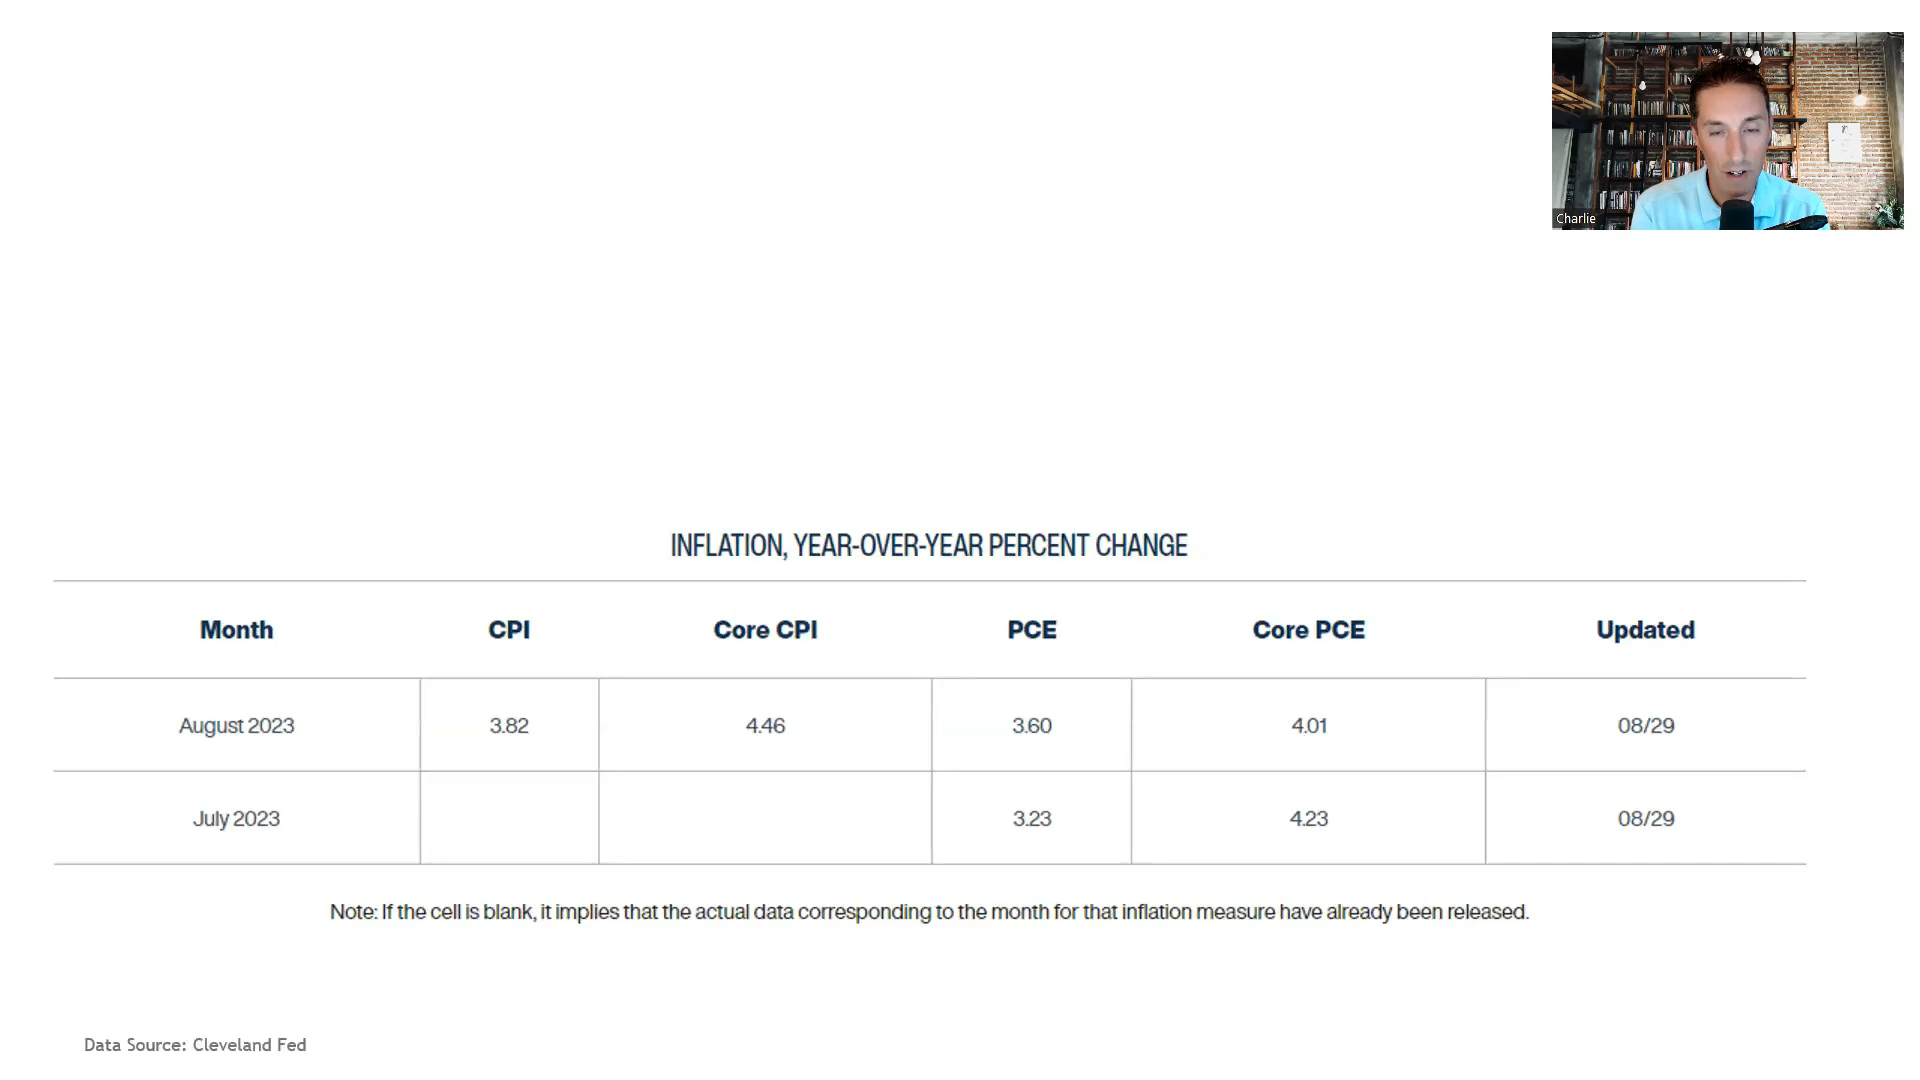 Charlie
INFLATION, YEAR-OVER-YEAR PERCENT CHANGE
Month CPI Core CPI PCE Core PCE Updated
August 2023 3.82 4.46 3.60 4.01 08/29
July 2023 3.23 4.23 08/29
Note: If the cell is blank, it implies that the actual data corresponding to the month for that inflation measure have already been released.
Data Source: Cleveland Fed